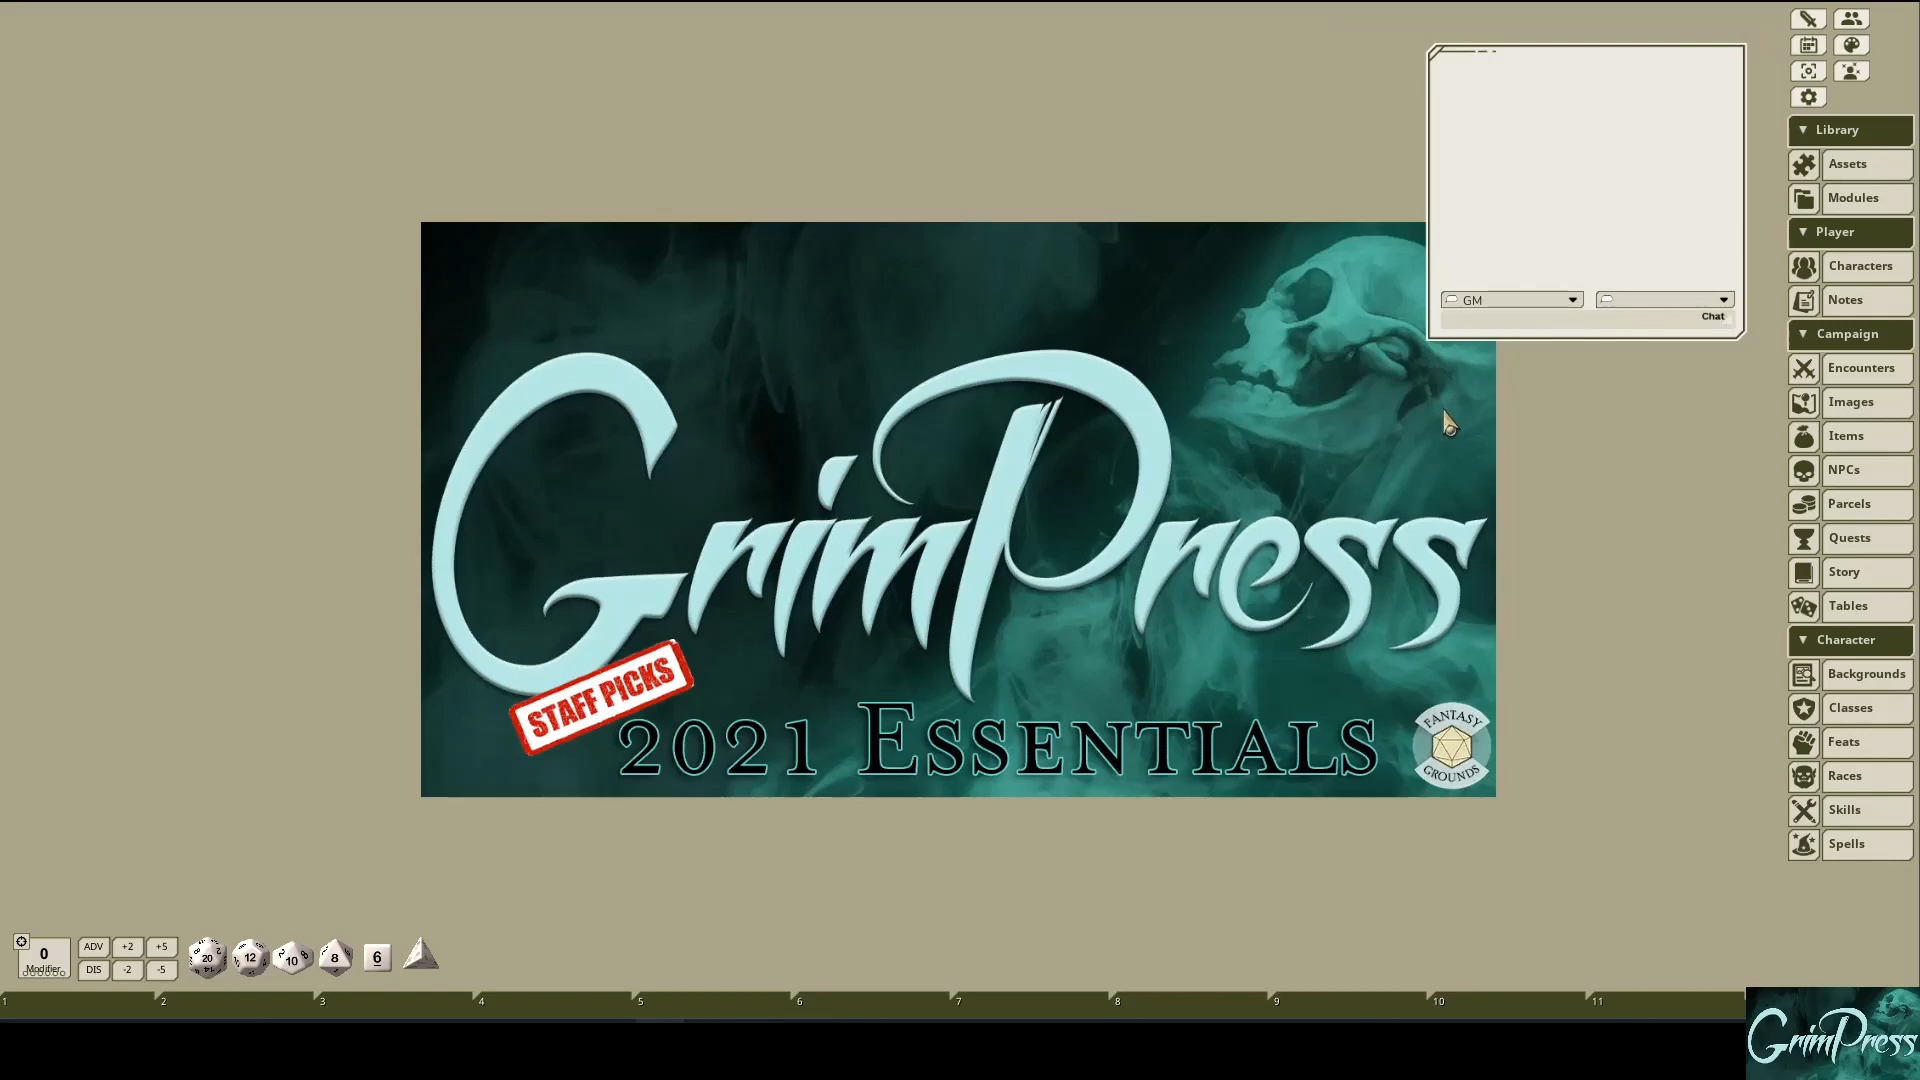 Library
Assets
Modules
Player
Characters
Notes
Campaign
Encounters
Images
Items
NPCs
Parcels
Quests
Story
Tables
Character
Backgrounds
Classes
Feats
Races
Skills
Spells
GM
Chat
GrimPress
STAFF PICKS
2021 ESSENTIALS
FANTASY
GROUNDS
0
Modifier
ADV +2 +5
DIS -2 -5
20 12 10 8 6
1 2 3 4 5 6 7 8 9 10 11
GrimPress